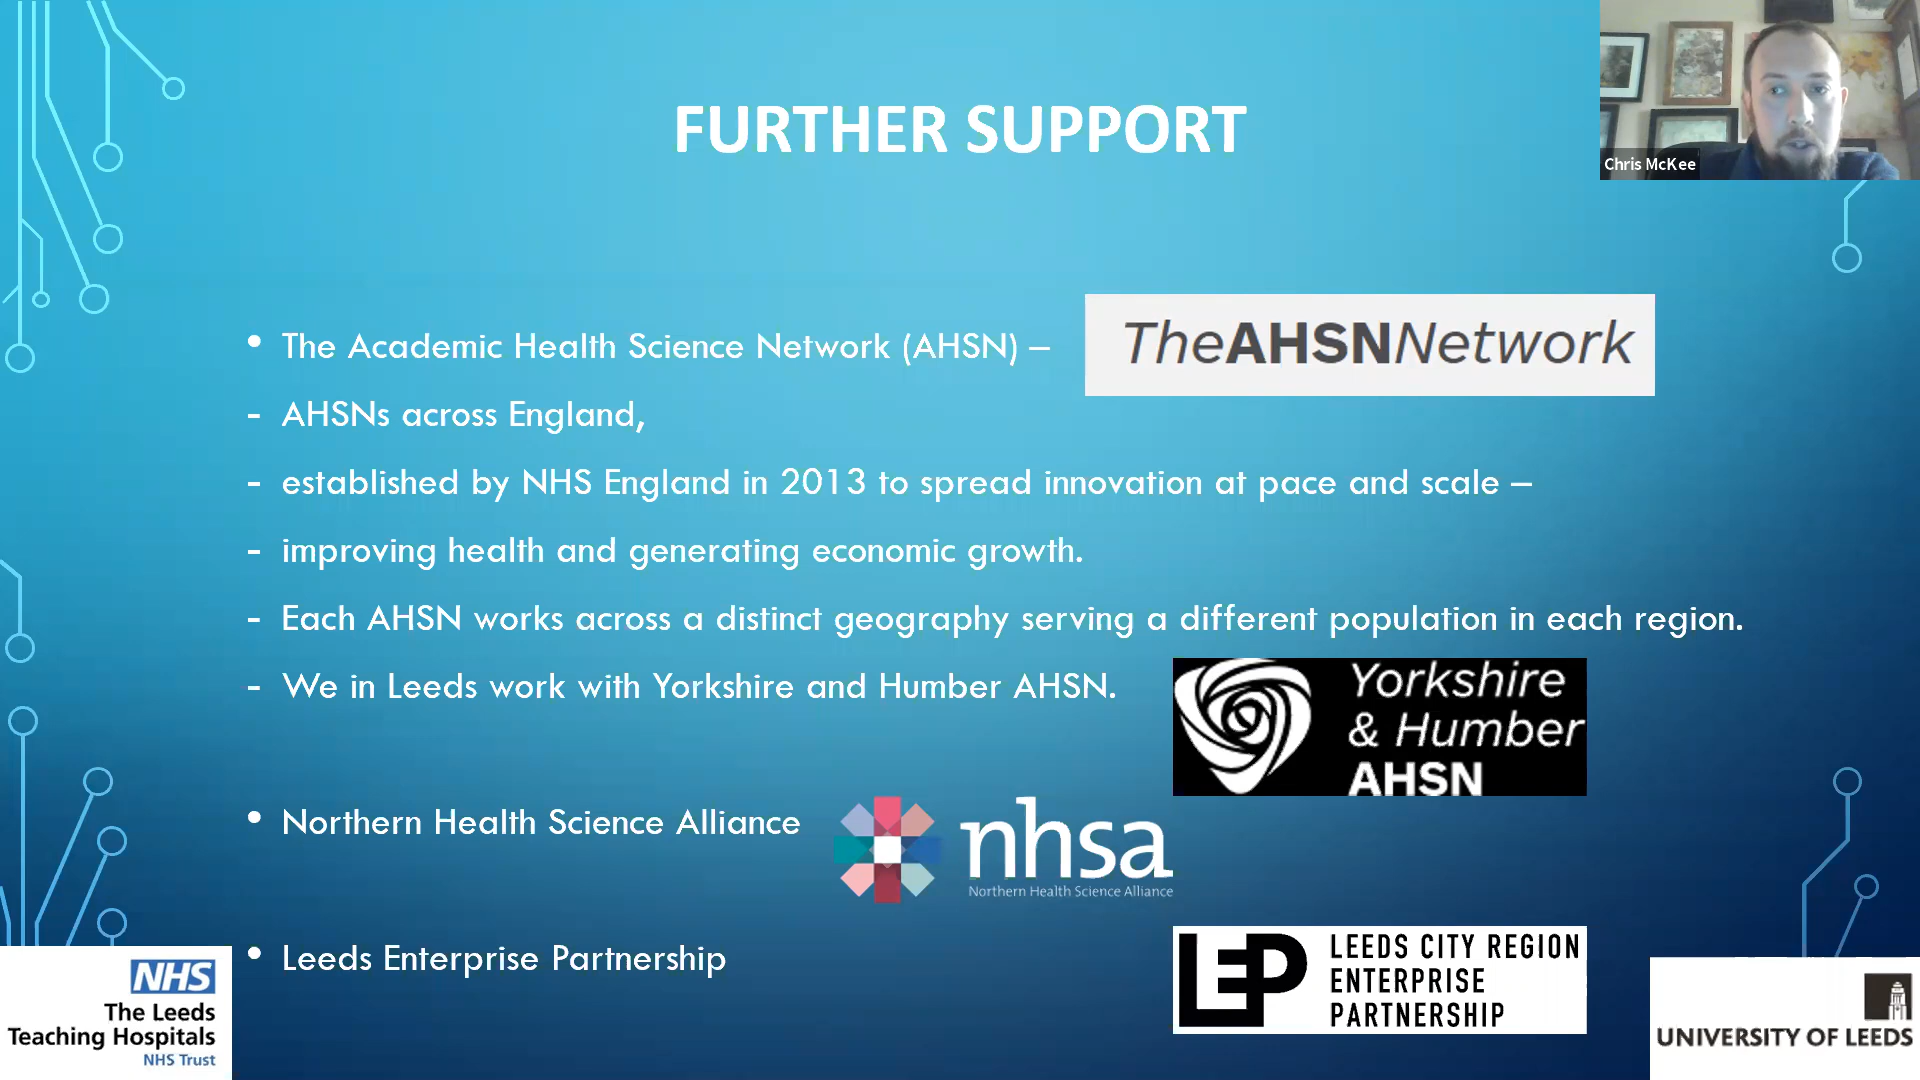 FURTHER SUPPORT
Chris McKee
• The Academic Health Science Network (AHSN) –
TheAHSNNetwork
- AHSNs across England,
- established by NHS England in 2013 to spread innovation at pace and scale –
- improving health and generating economic growth.
- Each AHSN works across a distinct geography serving a different population in each region.
- We in Leeds work with Yorkshire and Humber AHSN.
Yorkshire
& Humber
AHSN
• Northern Health Science Alliance
nhsa
Northern Health Science Alliance
• Leeds Enterprise Partnership
LEP
LEEDS CITY REGION
ENTERPRISE
PARTNERSHIP
NHS
The Leeds
Teaching Hospitals
NHS Trust
UNIVERSITY OF LEEDS